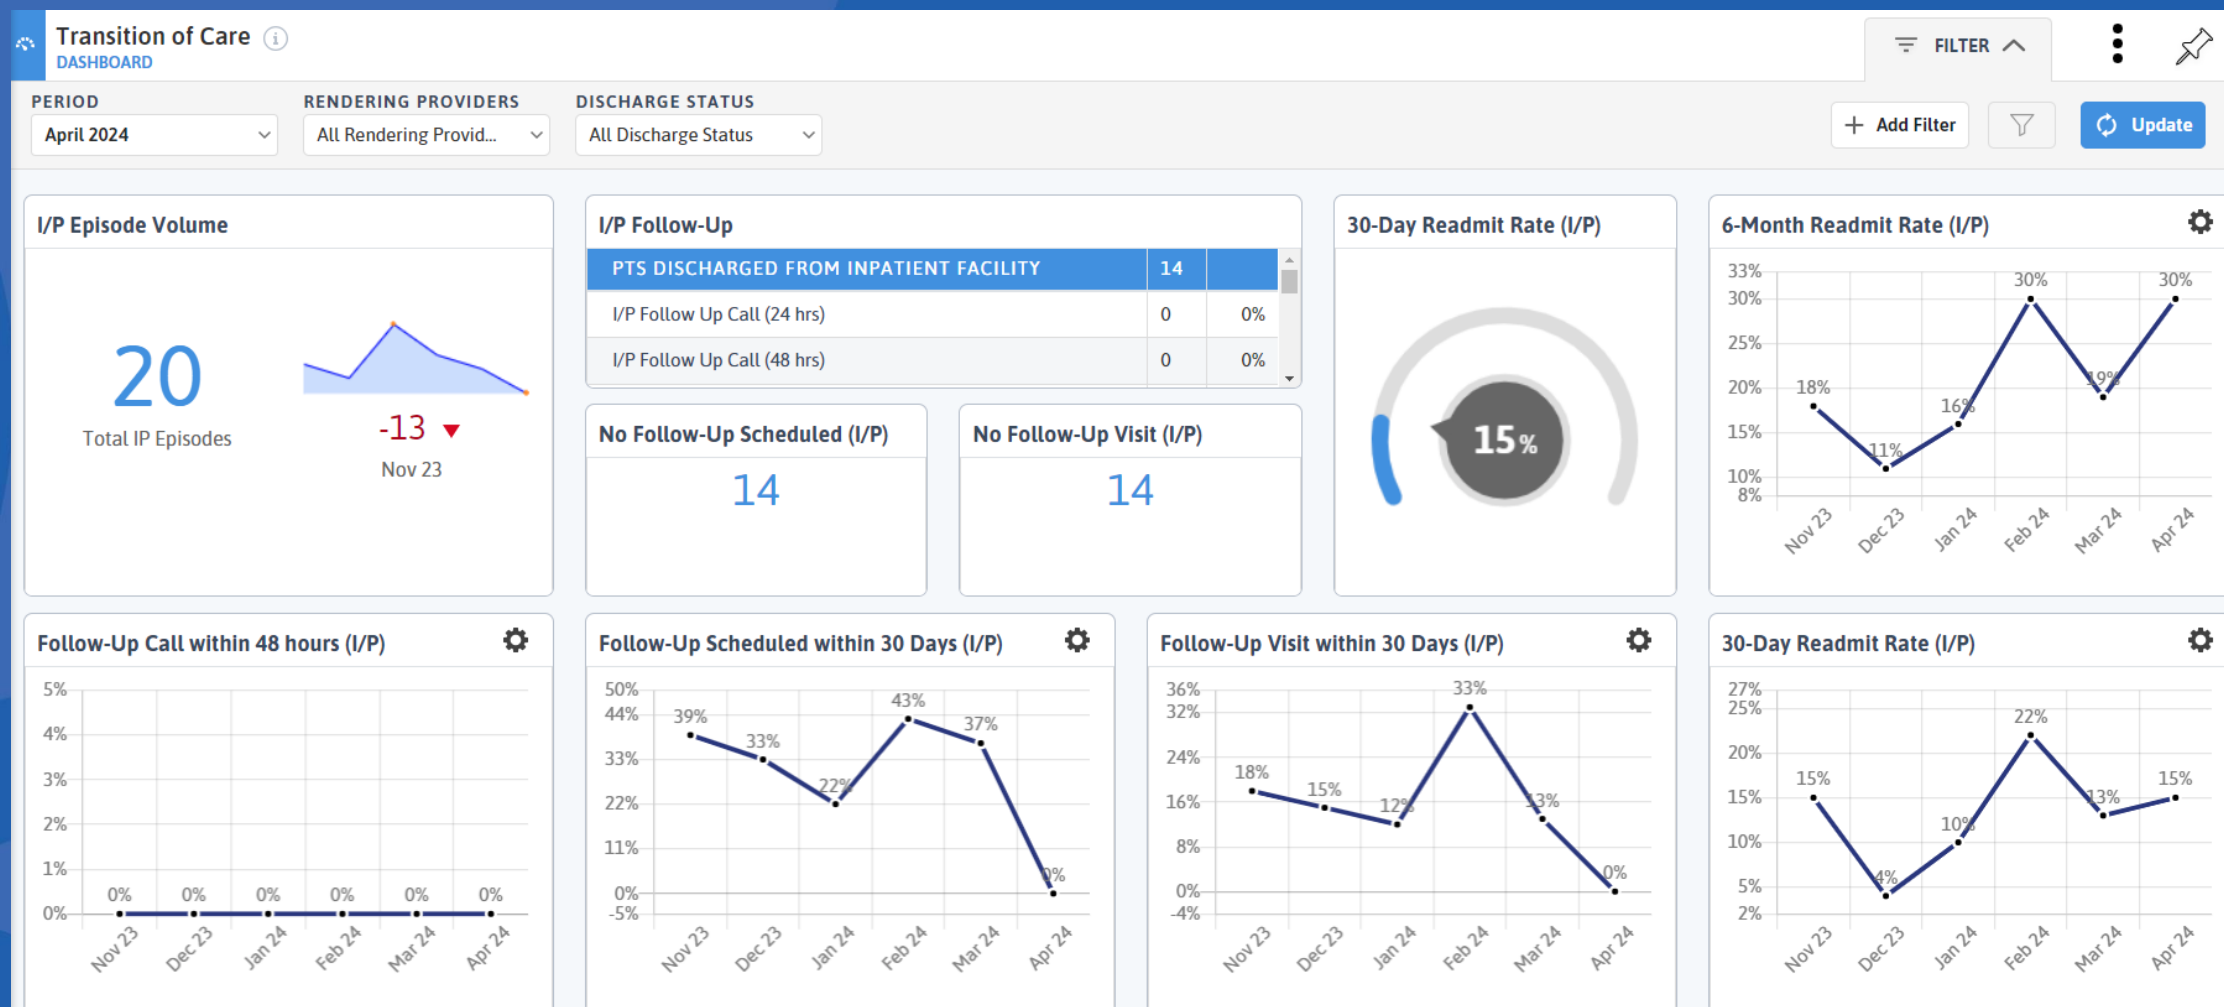 Transition of Care
DASHBOARD
FILTER
PERIOD
RENDERING PROVIDERS
DISCHARGE STATUS
April 2024
All Rendering Provid...
All Discharge Status
Add Filter
Update
I/P Episode Volume
20
Total IP Episodes
-13
Nov 23
I/P Follow-Up
PTS DISCHARGED FROM INPATIENT FACILITY 14
I/P Follow Up Call (24 hrs) 0 0%
I/P Follow Up Call (48 hrs) 0 0%
No Follow-Up Scheduled (I/P)
14
No Follow-Up Visit (I/P)
14
30-Day Readmit Rate (I/P)
15%
6-Month Readmit Rate (I/P)
33%
30%
25%
20%
15%
10%
8%
18%
11%
16%
30%
19%
30%
Nov 23
Dec 23
Jan 24
Feb 24
Mar 24
Apr 24
Follow-Up Call within 48 hours (I/P)
5%
4%
3%
2%
1%
0%
0%
0%
0%
0%
0%
0%
Nov 23
Dec 23
Jan 24
Feb 24
Mar 24
Apr 24
Follow-Up Scheduled within 30 Days (I/P)
50%
44%
33%
22%
11%
0%
-5%
39%
33%
22%
43%
37%
0%
Nov 23
Dec 23
Jan 24
Feb 24
Mar 24
Apr 24
Follow-Up Visit within 30 Days (I/P)
36%
32%
24%
16%
8%
0%
-4%
18%
15%
12%
33%
13%
0%
Nov 23
Dec 23
Jan 24
Feb 24
Mar 24
Apr 24
30-Day Readmit Rate (I/P)
27%
25%
20%
15%
10%
5%
2%
15%
4%
10%
22%
13%
15%
Nov 23
Dec 23
Jan 24
Feb 24
Mar 24
Apr 24